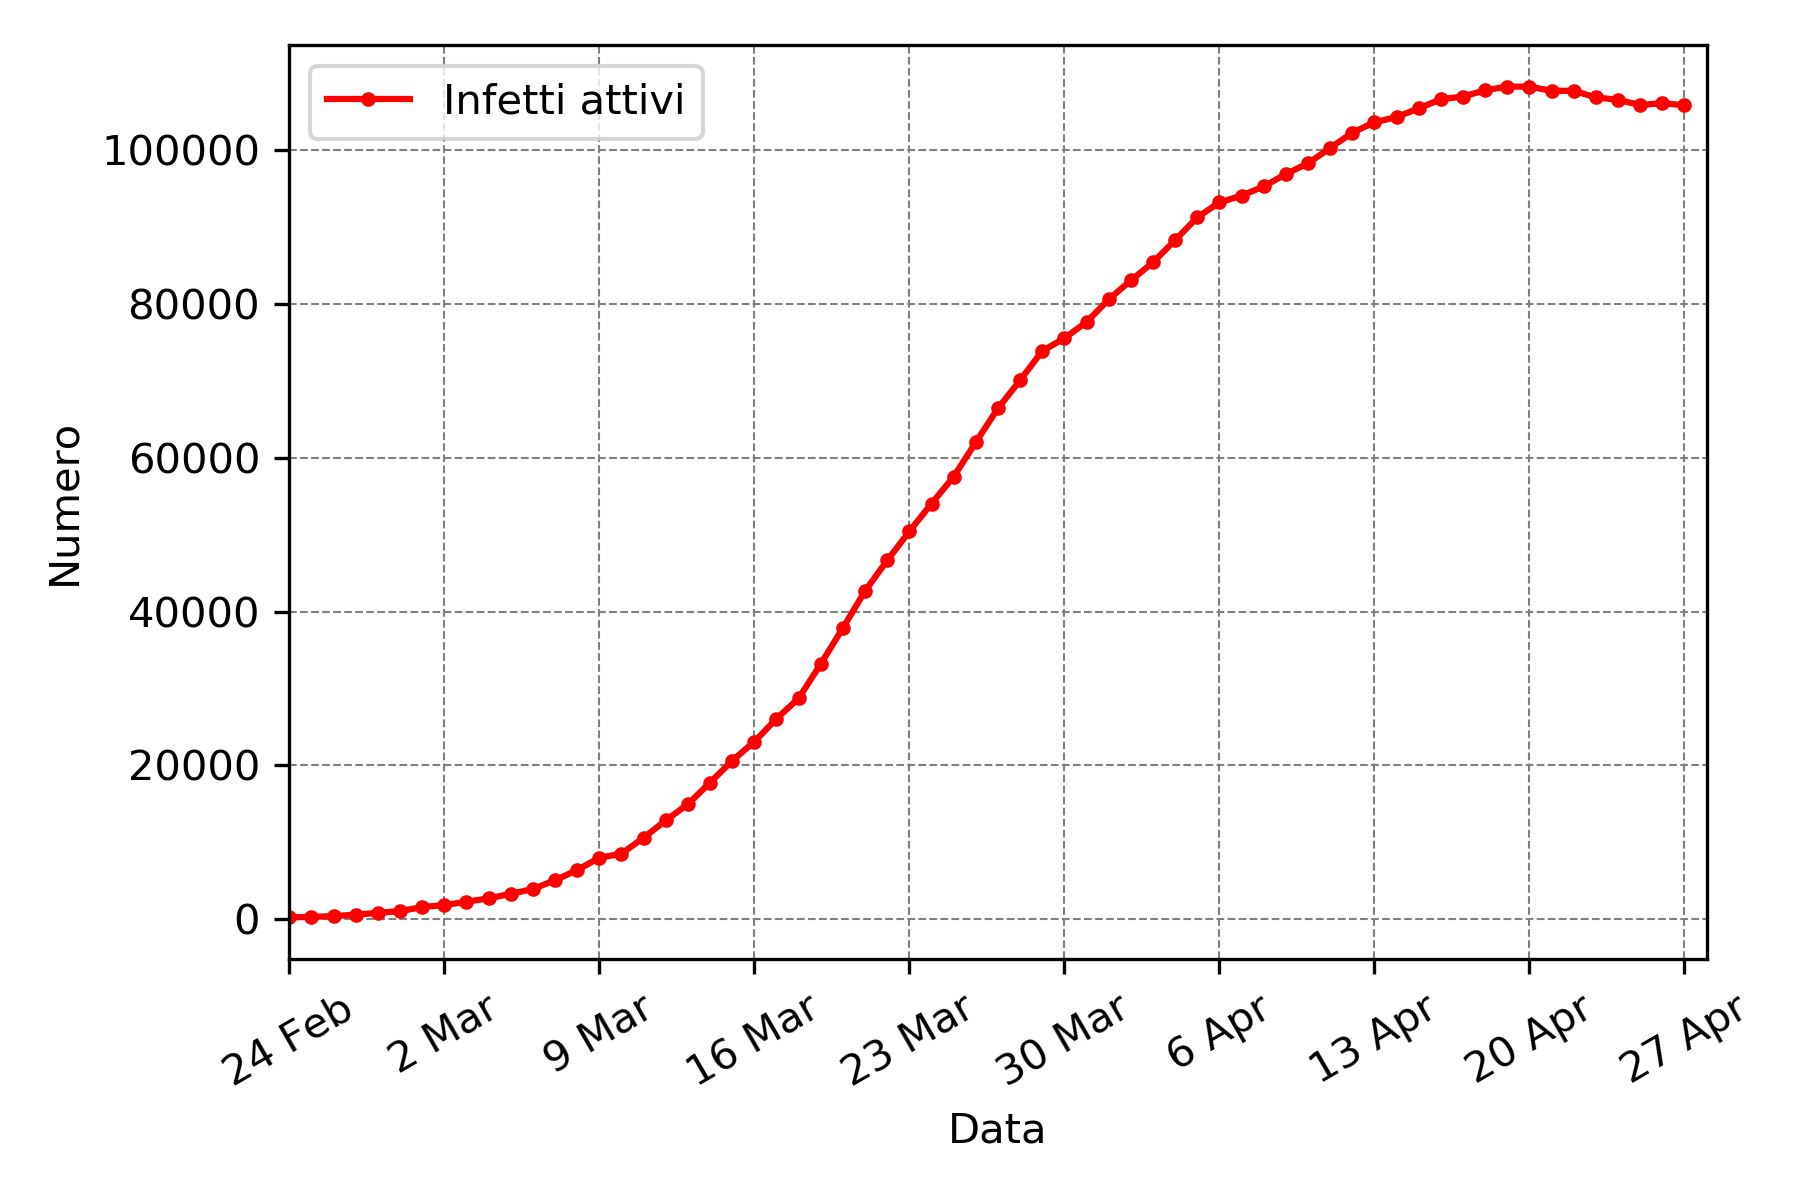 Infetti attivi
100000
80000
60000
40000
20000
0
Numero
24 Feb
2 Mar
9 Mar
16 Mar
23 Mar
30 Mar
6 Apr
13 Apr
20 Apr
27 Apr
Data